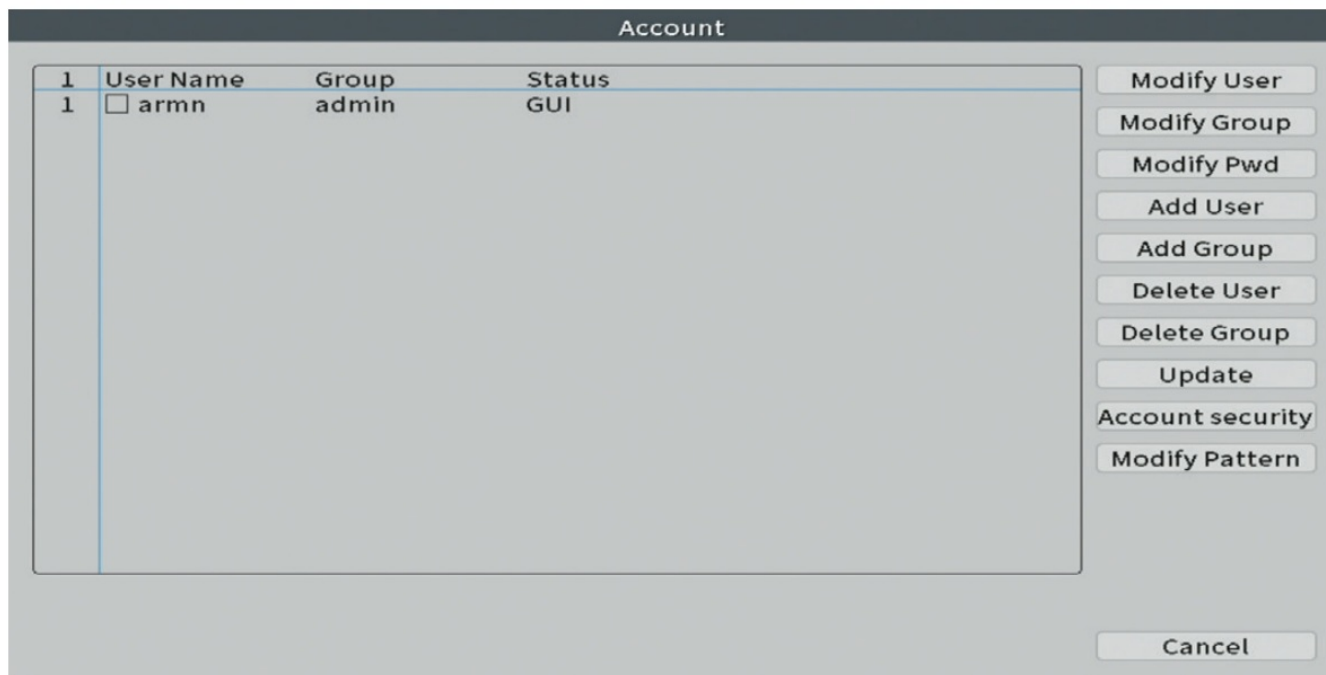 Account
1 User Name Group Status
1 armn admin GUI
Modify User
Modify Group
Modify Pwd
Add User
Add Group
Delete User
Delete Group
Update
Account security
Modify Pattern
Cancel